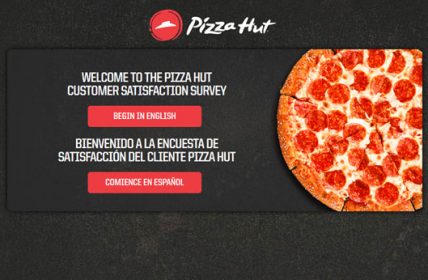 Pizza Hut
WELCOME TO THE PIZZA HUT
CUSTOMER SATISFACTION SURVEY
BEGIN IN ENGLISH
BIENVENIDO A LA ENCUESTA DE
SATISFACCIÓN DEL CLIENTE PIZZA HUT
COMIENCE EN ESPAÑOL